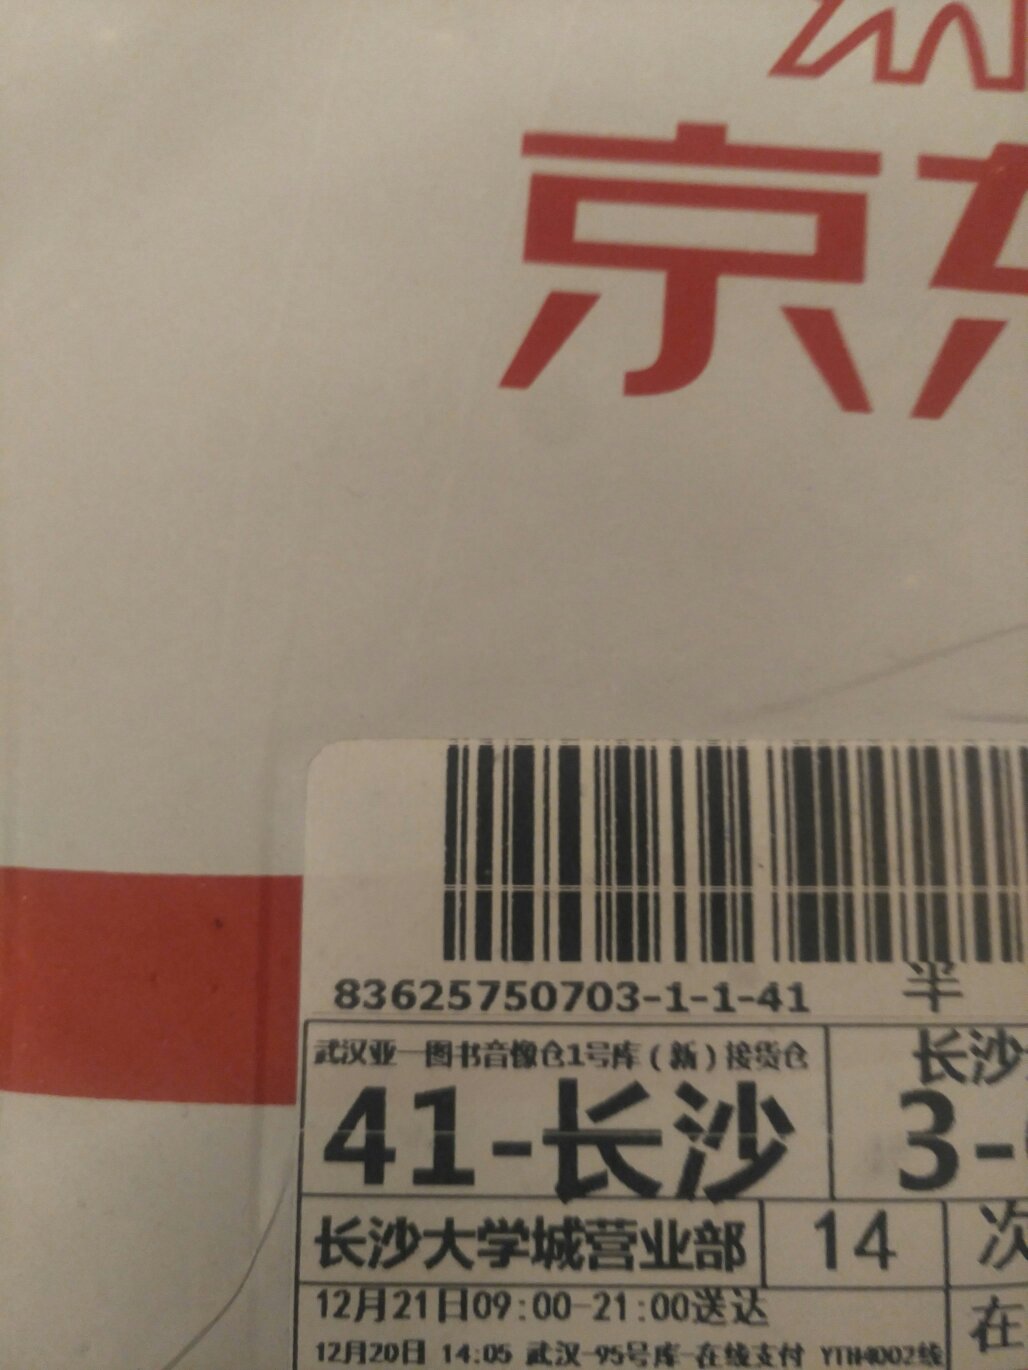 京东
83625750703-1-1-41
半
武汉亚一图书音像仓1号库（新）接货仓
长沙
41-长沙
3-
长沙大学城营业部
14
次
12月21日09:00-21:00送达
在
12月20日 14:05 武汉-95号库-在线支付 YTH4002线